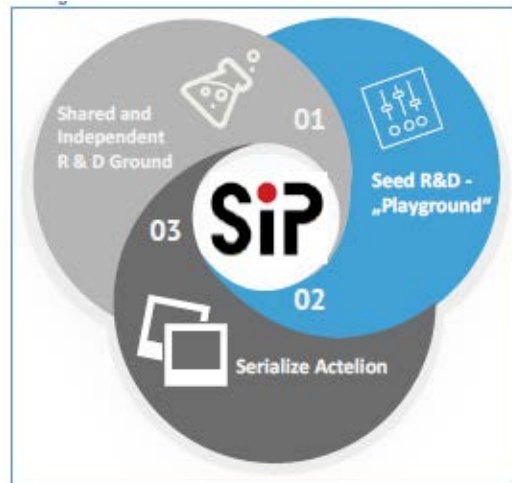 Shared and
Independent
R & D Ground
01
Seed R&D -
„Playground“
SiP
03
02
Serialize Actelion